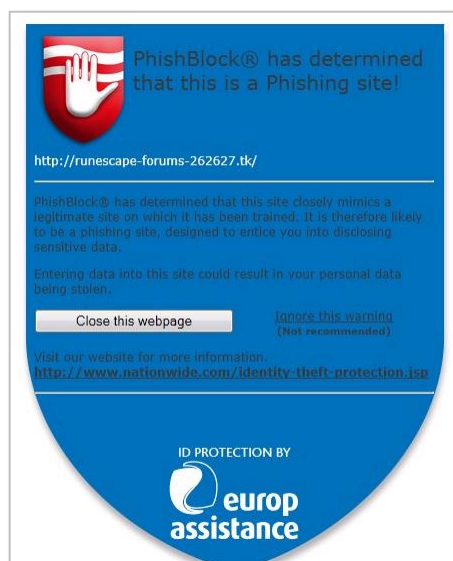 PhishBlock® has determined
that this is a Phishing site!
http://runescape-forums-262627.tk/
PhishBlock® has determined that this site closely mimics a
legitimate site on which it has been trained. It is therefore likely
to be a phishing site, designed to entice you into disclosing
sensitive data.
Entering data into this site could result in your personal data
being stolen.
Close this webpage
Ignore this warning
(Not recommended)
Visit our website for more information.
http://www.nationwide.com/identity-theft-protection.jsp
ID PROTECTION BY
europ
assistance